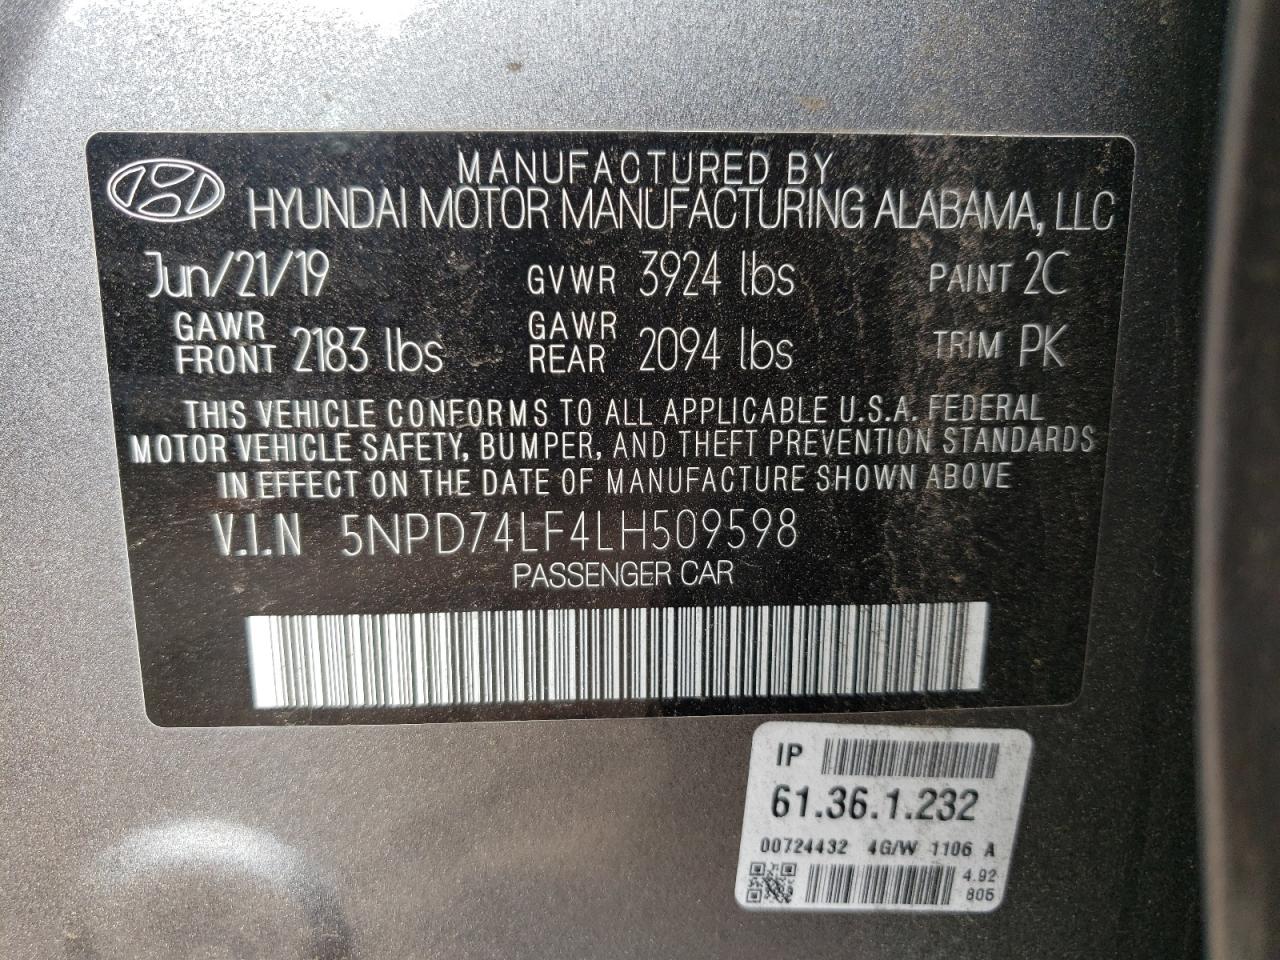 MANUFACTURED BY
HYUNDAI MOTOR MANUFACTURING ALABAMA, LLC
Jun/21/19 GVWR 3924 lbs PAINT 2C
GAWR FRONT 2183 lbs GAWR REAR 2094 lbs TRIM PK
THIS VEHICLE CONFORMS TO ALL APPLICABLE U.S.A. FEDERAL
MOTOR VEHICLE SAFETY, BUMPER, AND THEFT PREVENTION STANDARDS
IN EFFECT ON THE DATE OF MANUFACTURE SHOWN ABOVE
V.I.N 5NPD74LF4LH509598
PASSENGER CAR
IP
61.36.1.232
00724432 4G/W 1106 A
4.92
805